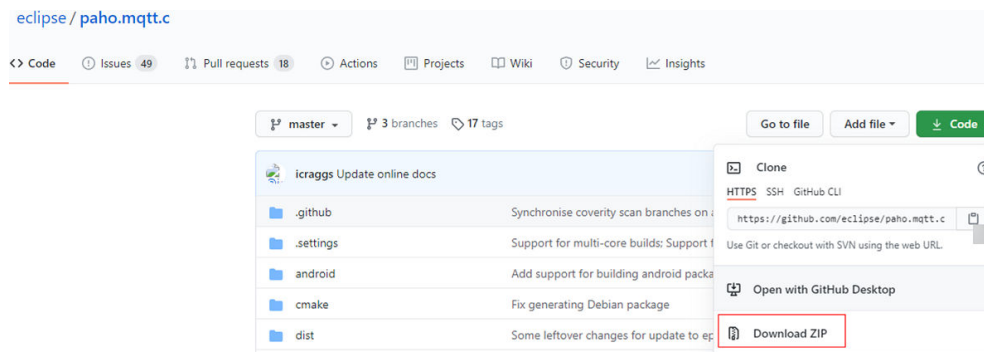 eclipse / paho.mqtt.c
Code Issues 49 Pull requests 18 Actions Projects Wiki Security Insights
master 3 branches 17 tags Go to file Add file Code
icraggs Update online docs
.github Synchronise coverity scan branches on
.settings Support for multi-core builds; Support
android Add support for building android packa
cmake Fix generating Debian package
dist Some leftover changes for update to ep
Clone
HTTPS SSH GitHub CLI
https://github.com/eclipse/paho.mqtt.c
Use Git or checkout with SVN using the web URL.
Open with GitHub Desktop
Download ZIP